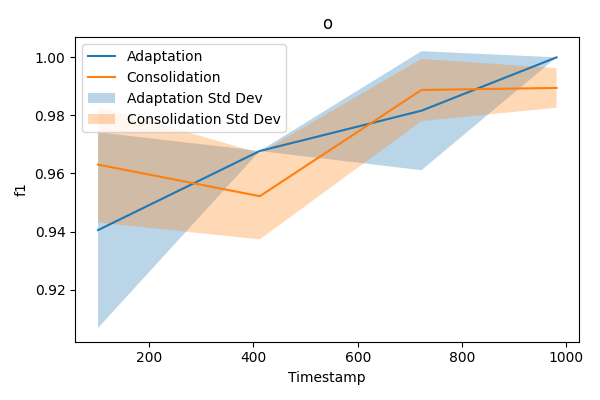 o
Adaptation
Consolidation
Adaptation Std Dev
Consolidation Std Dev
1.00
0.98
0.96
0.94
0.92
f1
200 400 600 800 1000
Timestamp